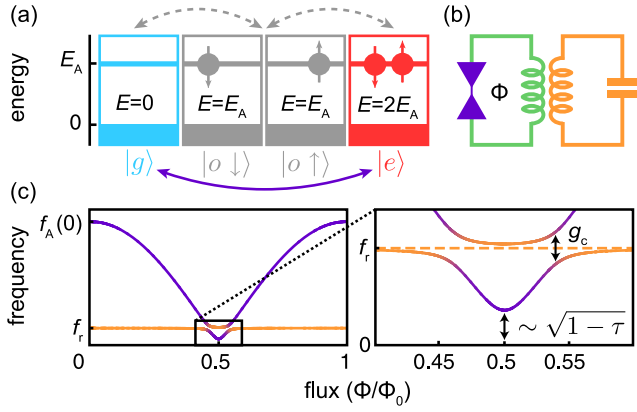 (a)
energy
E_A
0
E=0
E=E_A
E=E_A
E=2E_A
|g⟩
|o ↓⟩
|o ↑⟩
|e⟩
(b)
Φ
(c)
frequency
f_A(0)
f_r
0
0.5
1
f_r
0
g_c
~ √1 − τ
0.45
0.50
0.55
flux (Φ/Φ_0)